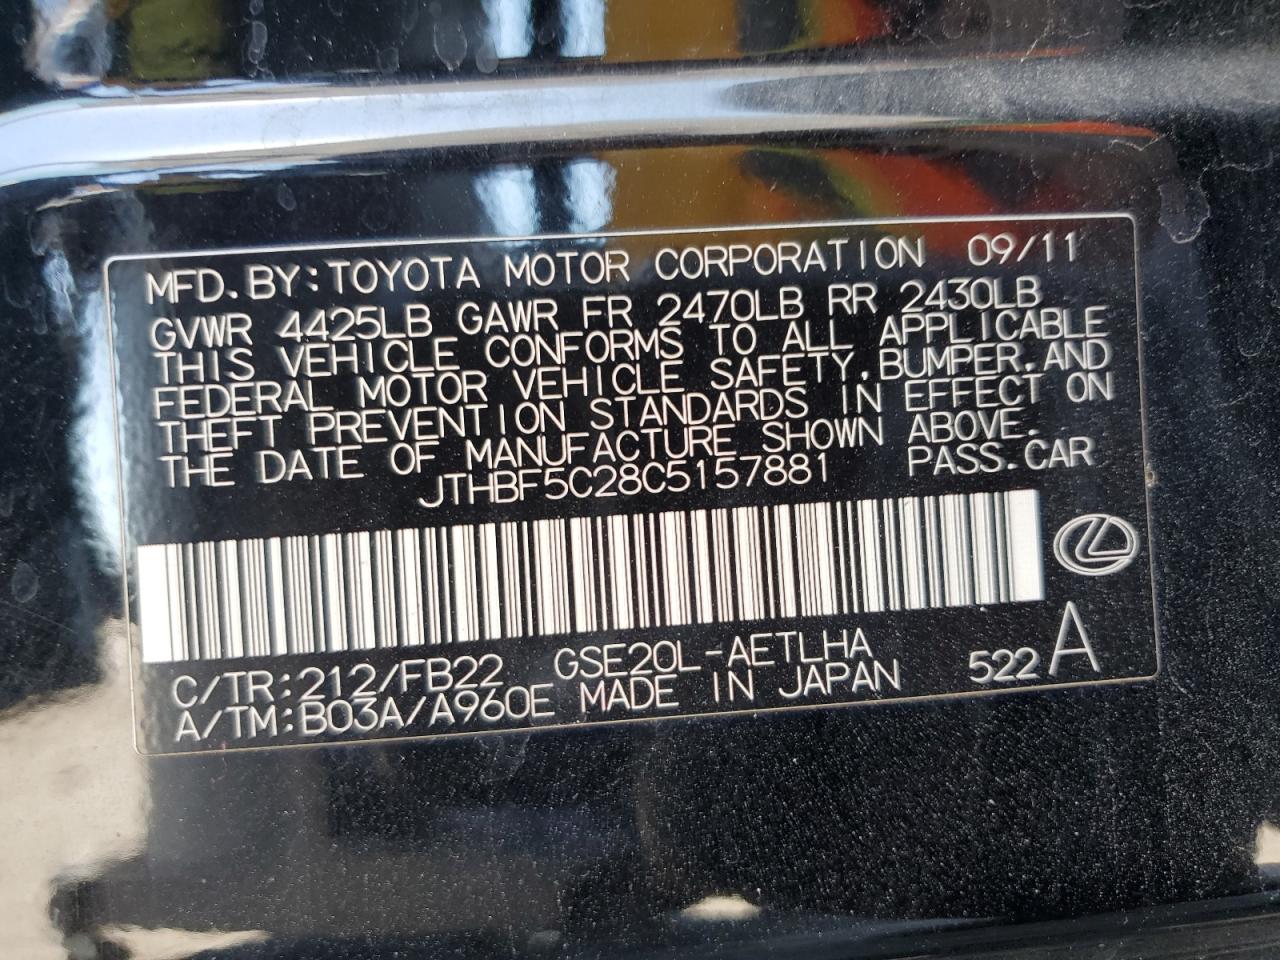 MFD. BY: TOYOTA MOTOR CORPORATION 09/11
GVWR 4425LB GAWR FR 2470LB RR 2430LB
THIS VEHICLE CONFORMS TO ALL APPLICABLE
FEDERAL MOTOR VEHICLE SAFETY, BUMPER, AND
THEFT PREVENTION STANDARDS IN EFFECT ON
THE DATE OF MANUFACTURE SHOWN ABOVE.
JTHBF5C28C5157881 PASS. CAR
C/TR: 212/FB22 GSE20L-AETLHA 522 A
A/TM: B03A/A960E MADE IN JAPAN